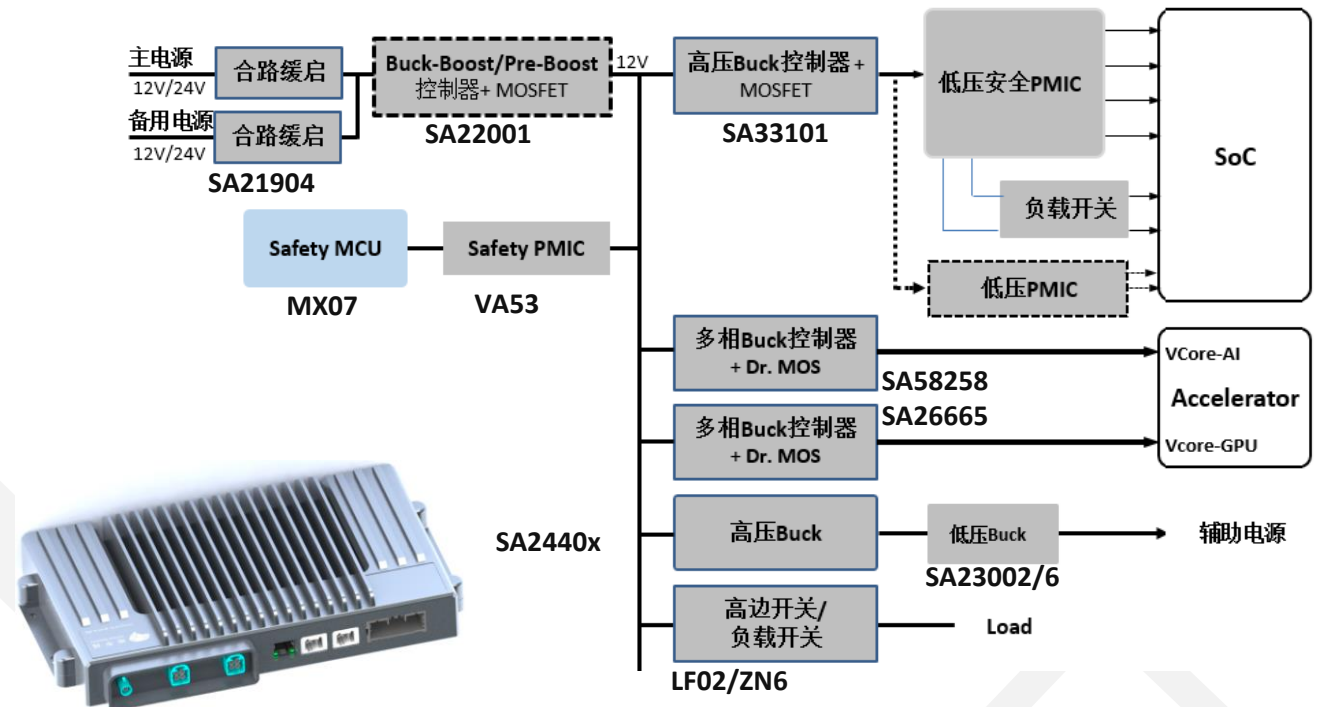 主电源
12V/24V
合路缓启
备用电源
12V/24V
合路缓启
SA21904
Buck-Boost/Pre-Boost
控制器+ MOSFET
SA22001
12V
高压Buck控制器 +
MOSFET
SA33101
低压安全PMIC
负载开关
低压PMIC
SoC
Safety MCU
MX07
Safety PMIC
VA53
多相Buck控制器
+ Dr. MOS
SA58258
SA26665
多相Buck控制器
+ Dr. MOS
VCore-AI
Accelerator
Vcore-GPU
SA2440x
高压Buck
低压Buck
SA23002/6
辅助电源
高边开关/
负载开关
LF02/ZN6
Load